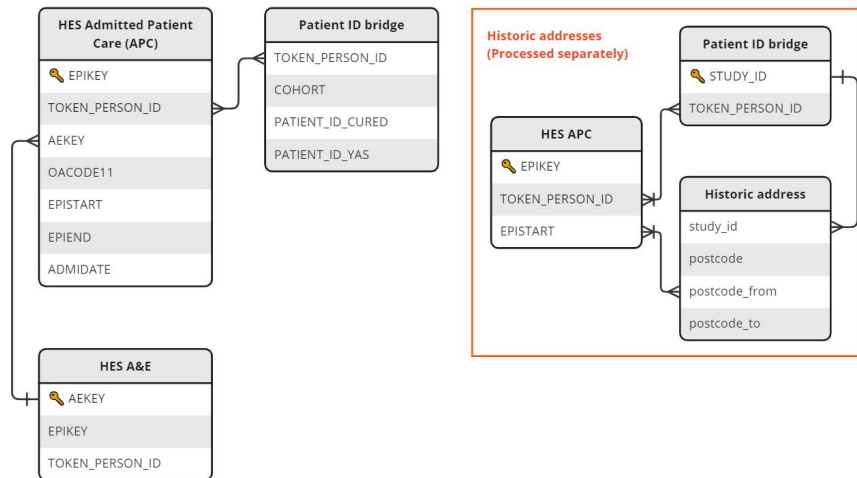 HES Admitted Patient
Care (APC)
EPIKEY
TOKEN_PERSON_ID
AEKEY
OACODE11
EPISTART
EPIEND
ADMIDATE
Patient ID bridge
TOKEN_PERSON_ID
COHORT
PATIENT_ID_CURED
PATIENT_ID_YAS
HES A&E
AEKEY
EPIKEY
TOKEN_PERSON_ID
Historic addresses
(Processed separately)
Patient ID bridge
STUDY_ID
TOKEN_PERSON_ID
HES APC
EPIKEY
TOKEN_PERSON_ID
EPISTART
Historic address
study_id
postcode
postcode_from
postcode_to